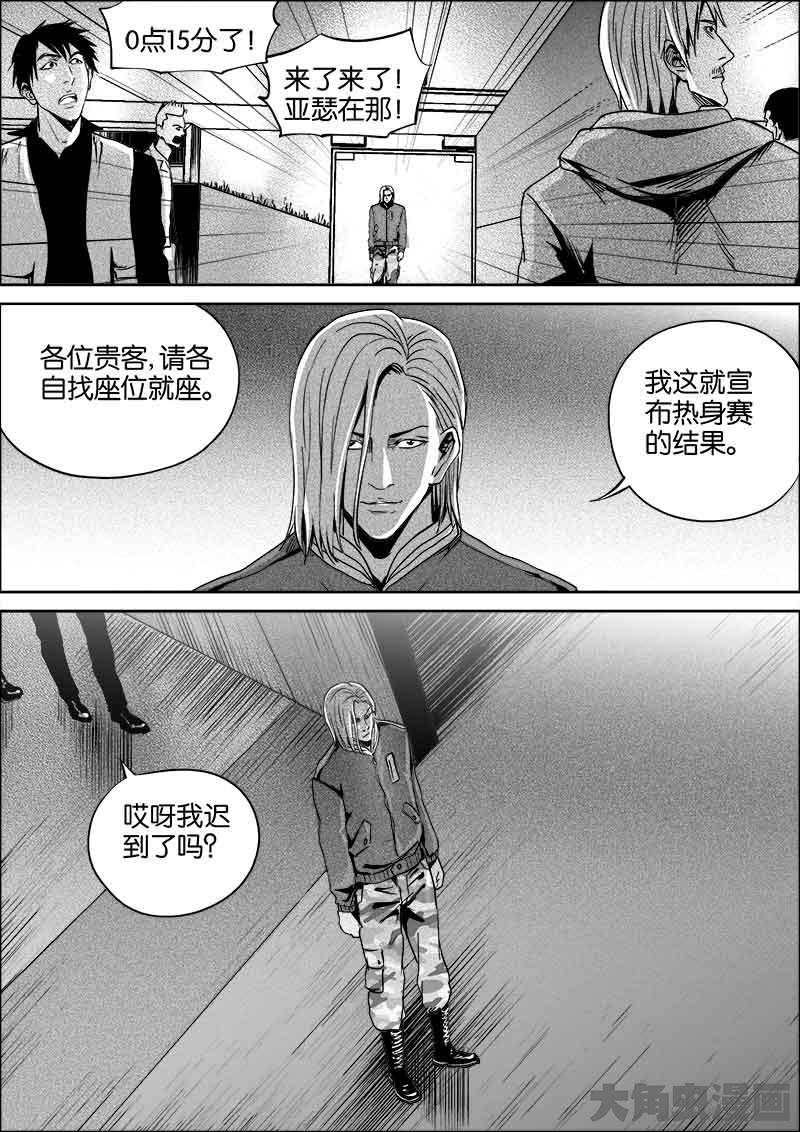 0点15分了！
来了来了！
亚瑟在那！
各位贵客，请各
自找座位就座。
我这就宣
布热身赛
的结果。
哎呀我迟
到了吗？
大角虫漫画